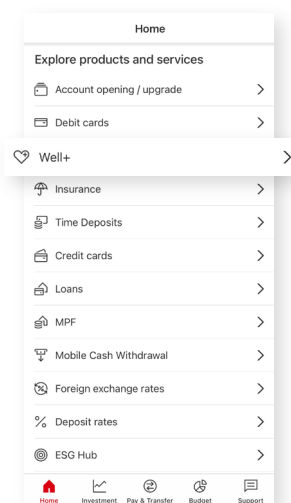 Home
Explore products and services
Account opening / upgrade
Debit cards
Well+
Insurance
Time Deposits
Credit cards
Loans
MPF
Mobile Cash Withdrawal
Foreign exchange rates
Deposit rates
ESG Hub
Home Investment Pay & Transfer Budget Support